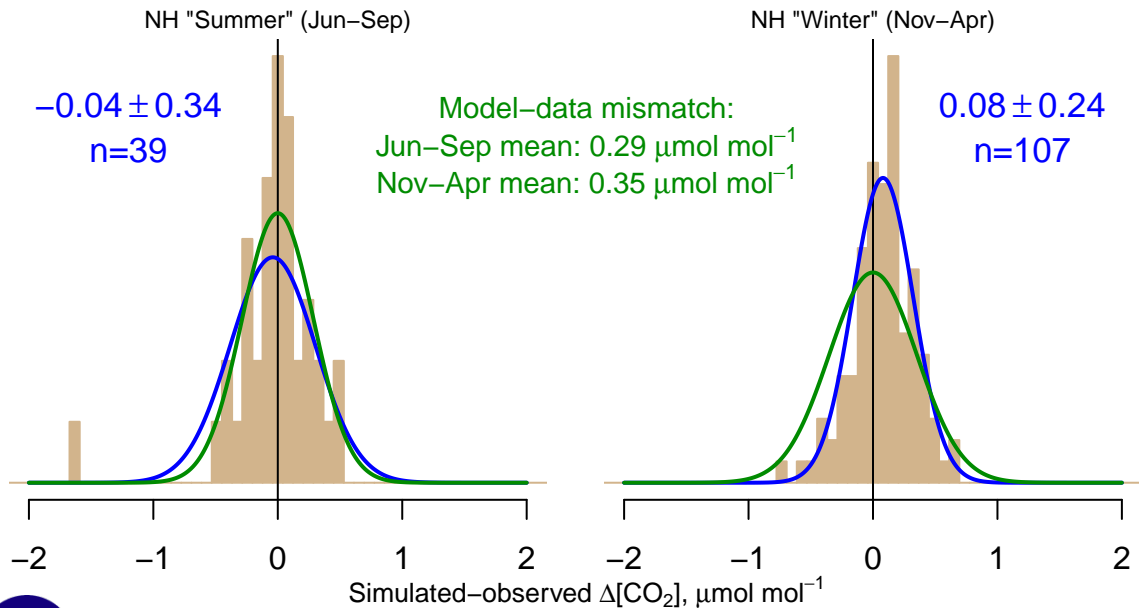 NH "Summer" (Jun−Sep)
NH "Winter" (Nov−Apr)
−0.04 ± 0.34
n=39
Model−data mismatch:
Jun−Sep mean: 0.29 μmol mol⁻¹
Nov−Apr mean: 0.35 μmol mol⁻¹
0.08 ± 0.24
n=107
−2 −1 0 1 2
−2 −1 0 1 2
Simulated−observed Δ[CO₂], μmol mol⁻¹